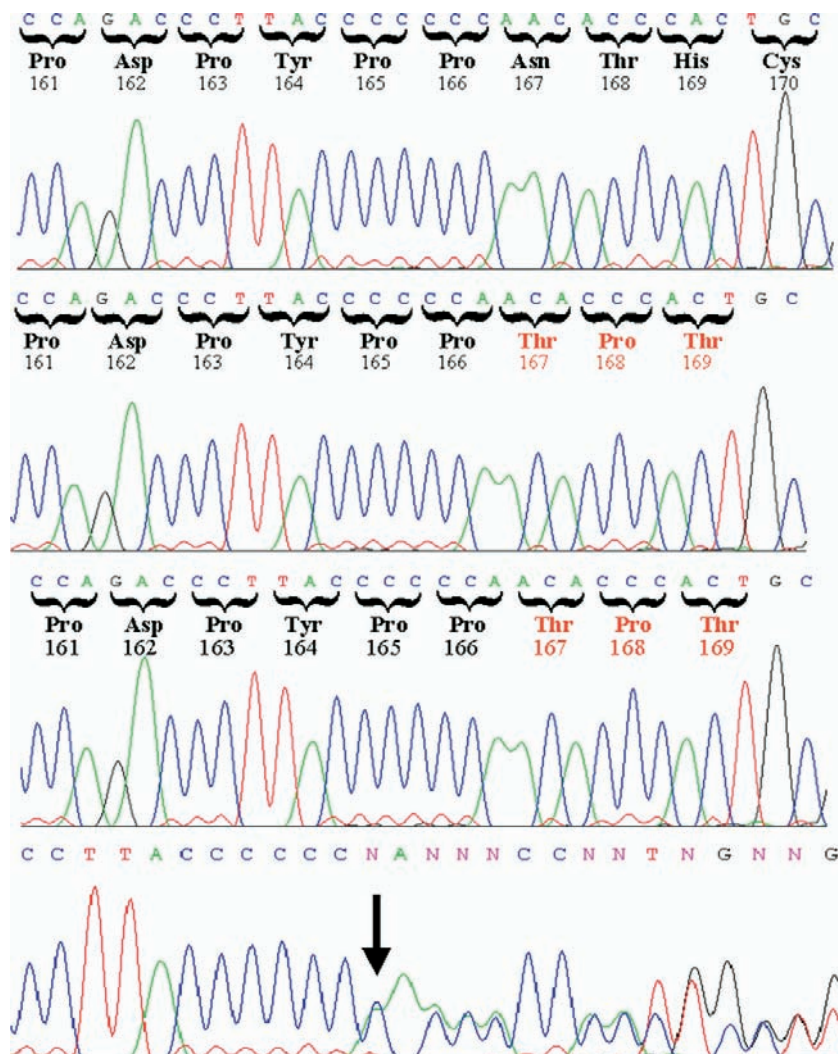 C C A G A C C C T T A C C C C C C C A A C A C C C A C T G C
Pro Asp Pro Tyr Pro Pro Asn Thr His Cys
161 162 163 164 165 166 167 168 169 170
C C A G A C C C T T A C C C C C C A A C A C C C A C T G C
Pro Asp Pro Tyr Pro Pro Thr Pro Thr
161 162 163 164 165 166 167 168 169
C C A G A C C C T T A C C C C C C A A C A C C C A C T G C
Pro Asp Pro Tyr Pro Pro Thr Pro Thr
161 162 163 164 165 166 167 168 169
C C T T A C C C C C C N A N N N C C N N T N G N N G